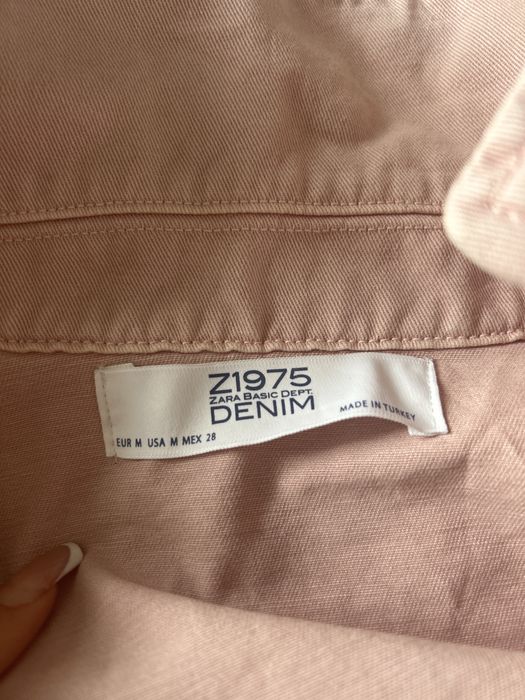 Z1975
ZARA BASIC DEPT.
DENIM
EUR M USA M MEX 28
MADE IN TURKEY